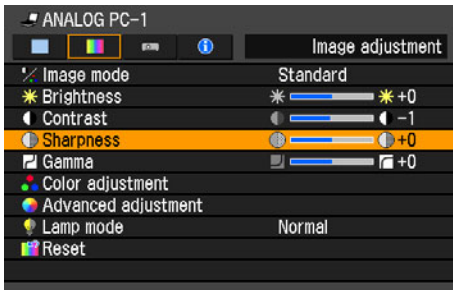 ANALOG PC-1
Image adjustment
Image mode Standard
Brightness +0
Contrast -1
Sharpness +0
Gamma +0
Color adjustment
Advanced adjustment
Lamp mode Normal
Reset